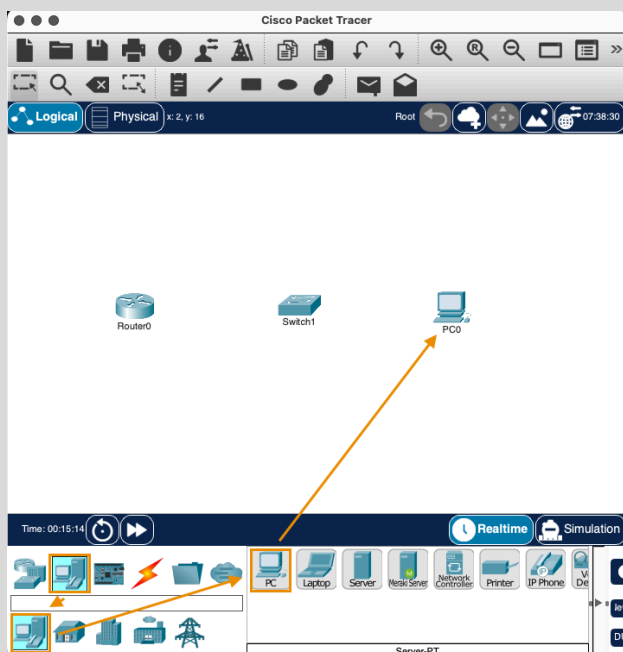 Cisco Packet Tracer
Logical
Physical
x: 2, y: 16
Root
07:38:30
Router0
Switch1
PC0
Time: 00:15:14
Realtime
Simulation
PC
Laptop
Server
Meraki Server
Network
Controller
Printer
IP Phone
Server-PT